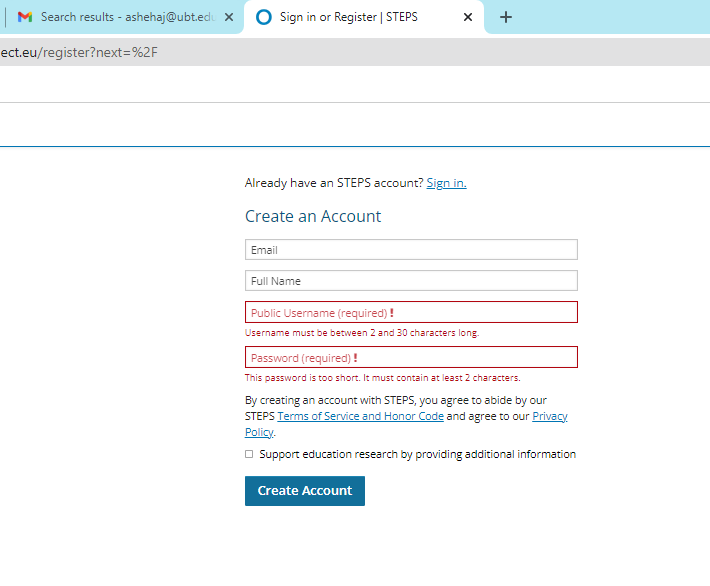 Search results - ashehaj@ubt.edu
Sign in or Register | STEPS
ect.eu/register?next=%2F
Already have an STEPS account? Sign in.
Create an Account
Email
Full Name
Public Username (required) !
Username must be between 2 and 30 characters long.
Password (required) !
This password is too short. It must contain at least 2 characters.
By creating an account with STEPS, you agree to abide by our
STEPS Terms of Service and Honor Code and agree to our Privacy
Policy.
Support education research by providing additional information
Create Account